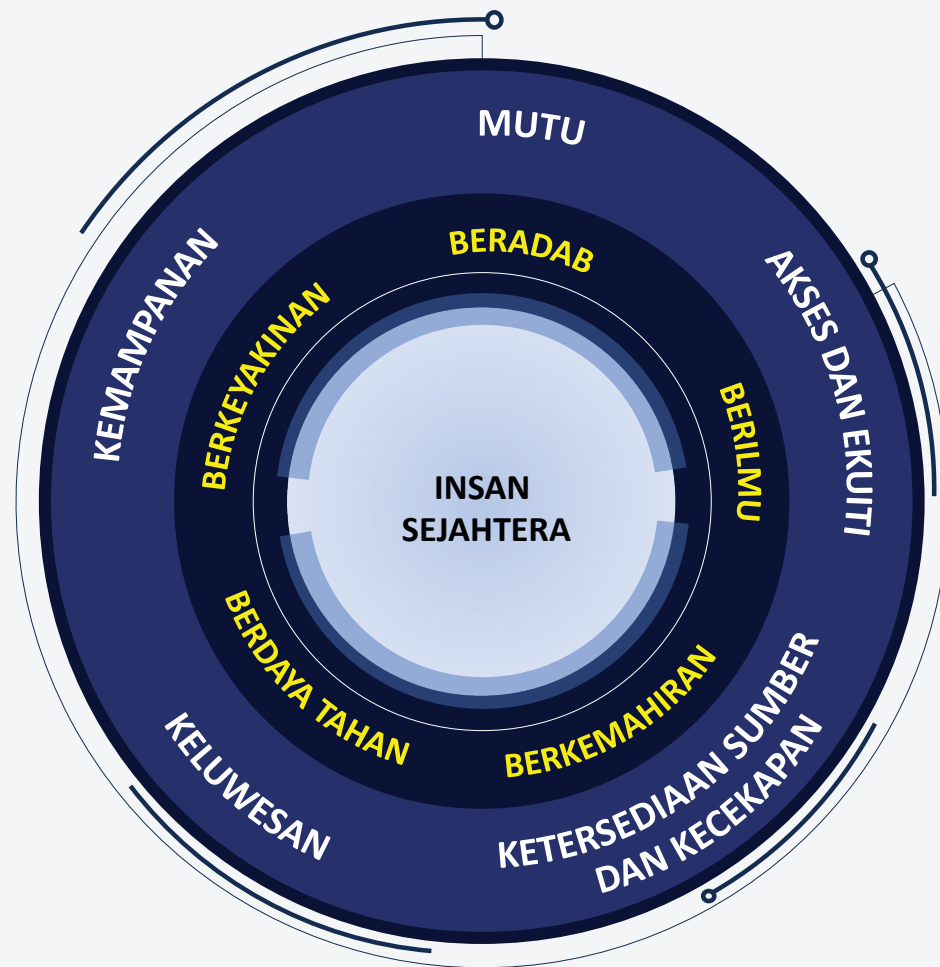 MUTU
AKSES DAN EKUITI
KETERSEDIAAN SUMBER
DAN KECEKAPAN
KELUWESAN
KEMAMPANAN
BERADAB
BERILMU
BERKEMAHIRAN
BERDAYA TAHAN
BERKEYAKINAN
INSAN
SEJAHTERA